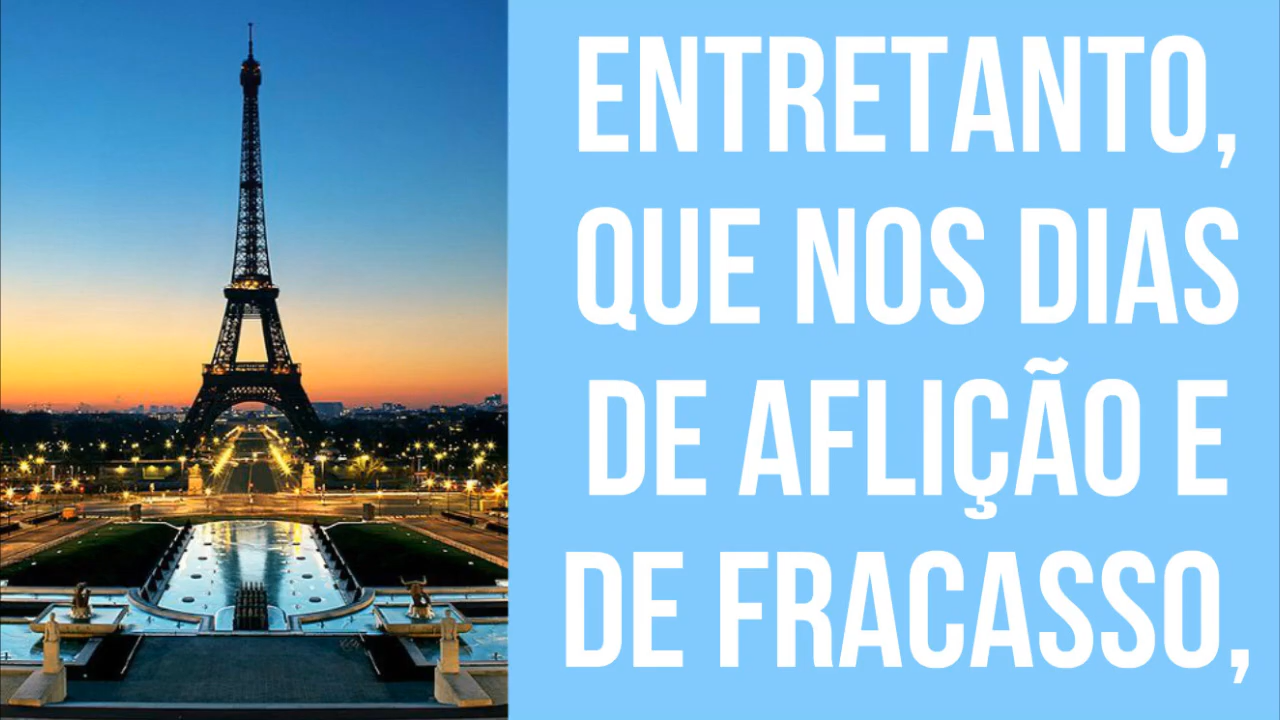 ENTRETANTO,
QUE NOS DIAS
DE AFLIÇÃO E
DE FRACASSO,